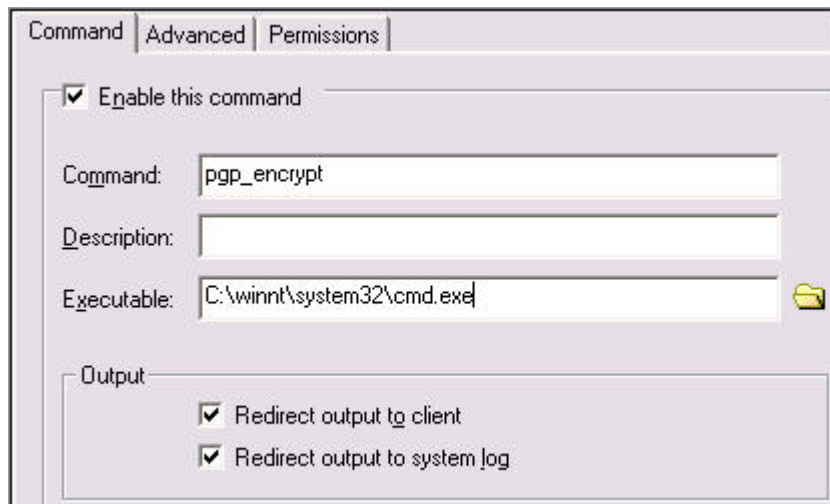 Command Advanced Permissions
Enable this command
Command: pgp_encrypt
Description:
Executable: C:\winnt\system32\cmd.exe
Output
Redirect output to client
Redirect output to system log